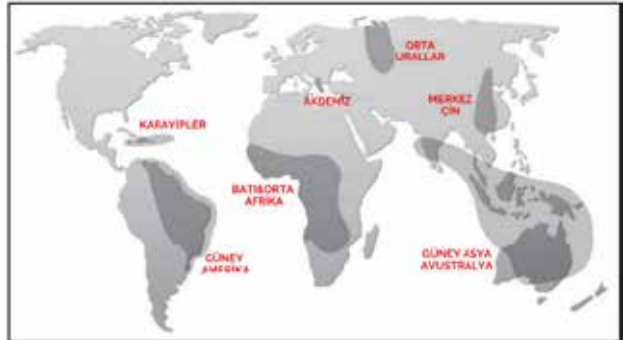 ORTA
URALLAR
AKDENİZ
MERKEZ
ÇİN
KARAYİPLER
BATI&ORTA
AFRİKA
GÜNEY
AMERİKA
GÜNEY ASYA
AVUSTRALYA